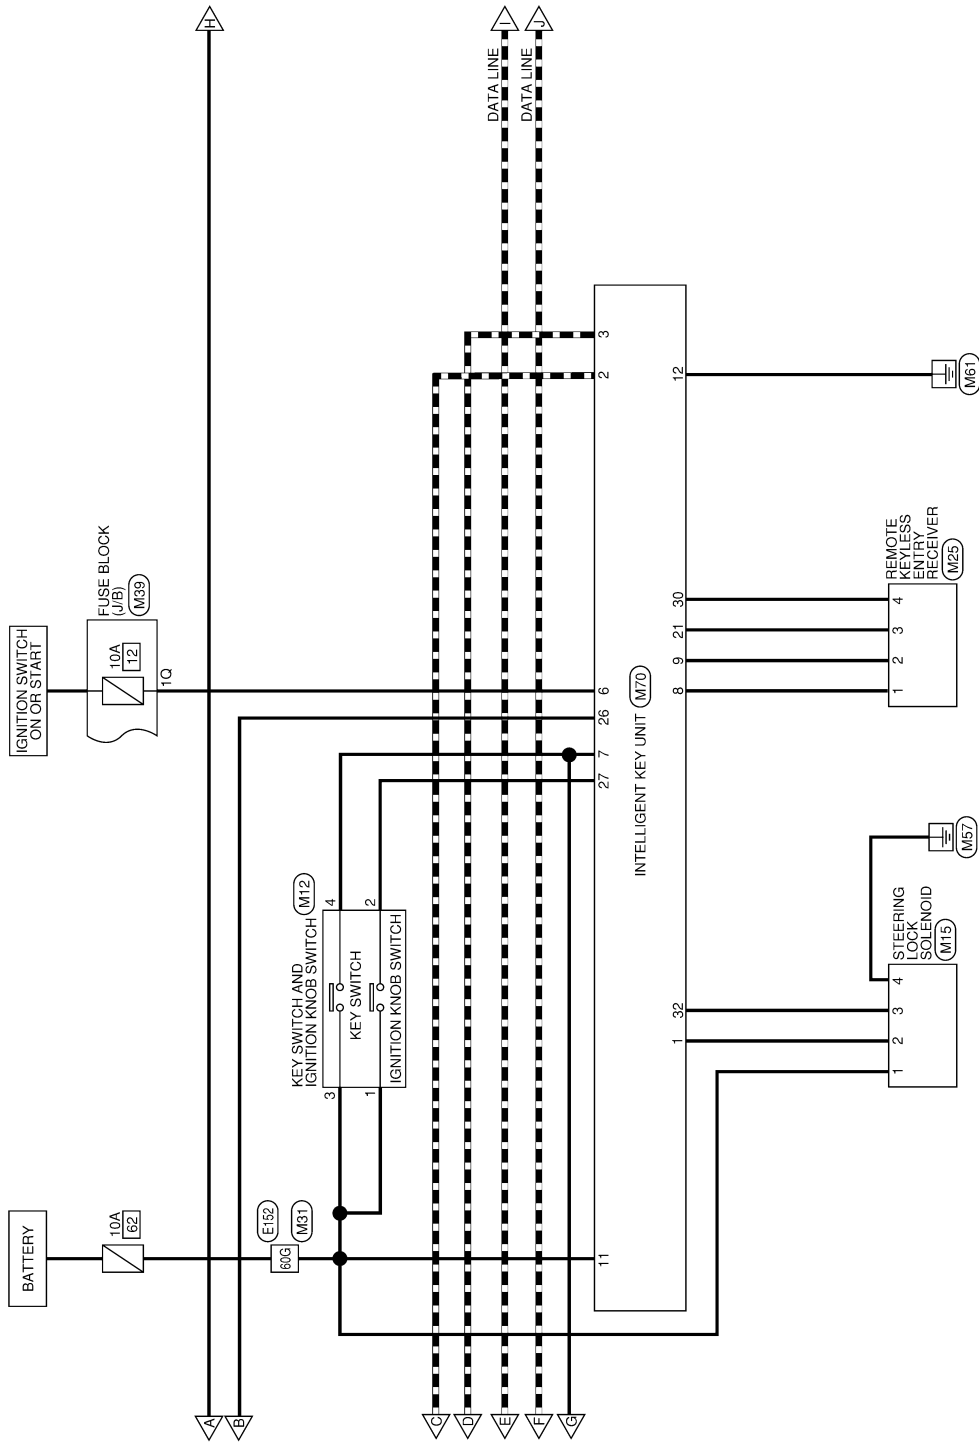 BATTERY
10A
62
E152
60G
M31
IGNITION SWITCH
ON OR START
FUSE BLOCK
(J/B)
M39
10A
12
1Q
H
A
B
KEY SWITCH AND
IGNITION KNOB SWITCH
M12
3
4
KEY SWITCH
1
2
IGNITION KNOB SWITCH
C
D
E
F
G
DATA LINE
I
DATA LINE
J
11
27
7
26
6
2
3
INTELLIGENT KEY UNIT
M70
1
32
8
9
21
30
12
1
2
3
4
STEERING
LOCK
SOLENOID
M15
M57
1
2
3
4
REMOTE
KEYLESS
ENTRY
RECEIVER
M25
M61